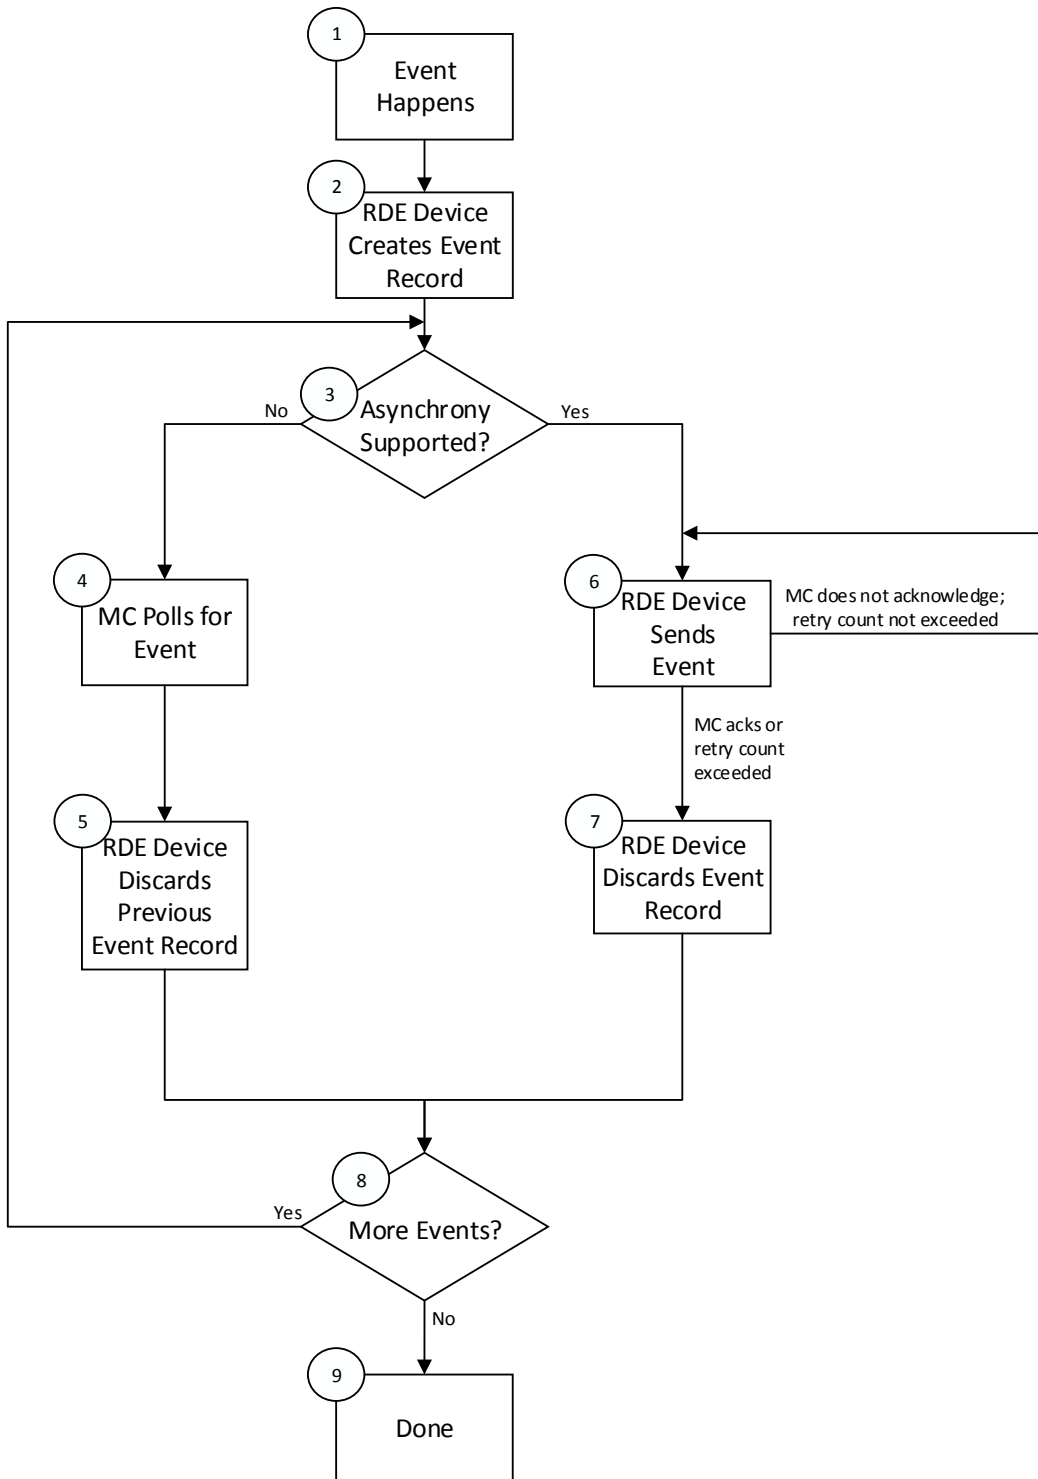 1
Event
Happens
2
RDE Device
Creates Event
Record
3
Asynchrony
Supported?
No
Yes
4
MC Polls for
Event
6
RDE Device
Sends
Event
MC does not acknowledge;
retry count not exceeded
MC acks or
retry count
exceeded
5
RDE Device
Discards
Previous
Event Record
7
RDE Device
Discards Event
Record
8
More Events?
Yes
No
9
Done